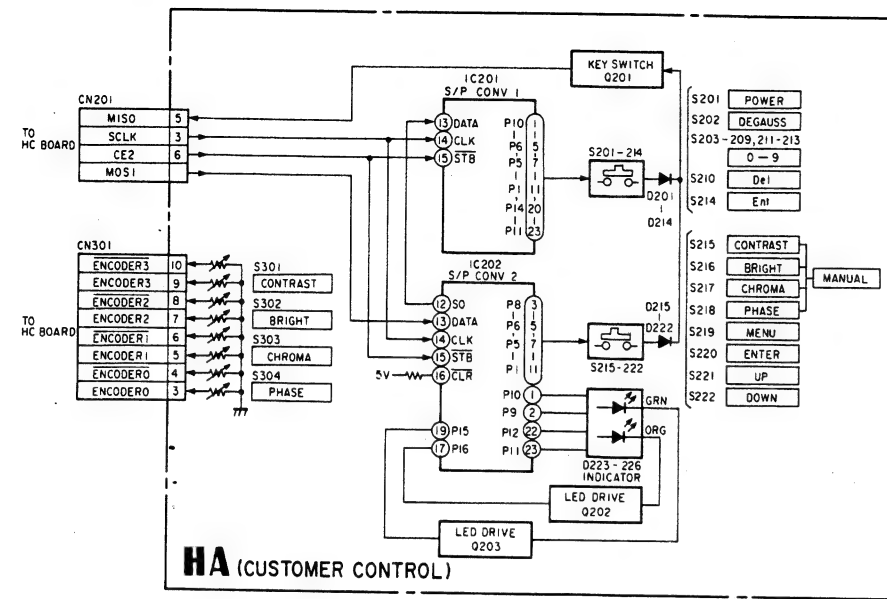 KEY SWITCH
Q201
IC201
S/P CONV 1
CN201
MISO 5
SCLK 3
CE2 6
MOSI
TO
HC BOARD
13 DATA
14 CLK
15 STB
P10 1
P6 5
P5 7
P1 11
P14 20
P11 23
S201-214
D201
D214
S201 POWER
S202 DEGAUSS
S203-209,211-213
0-9
S210 Del
S214 Ent
CN301
ENCODER3 10
ENCODER3 9
ENCODER2 8
ENCODER2 7
ENCODER1 6
ENCODER1 5
ENCODER0 4
ENCODER0 3
TO
HC BOARD
S301
CONTRAST
S302
BRIGHT
S303
CHROMA
S304
PHASE
IC202
S/P CONV 2
12 SO
13 DATA
14 CLK
15 STB
5V 16 CLR
19 P15
17 P16
P8 3
P6 5
P5 7
P1 11
P10 1
P9 2
P12 22
P11 23
D215
D222
S215-222
GRN
ORG
D223-226
INDICATOR
LED DRIVE
Q202
LED DRIVE
Q203
S215 CONTRAST
S216 BRIGHT
S217 CHROMA
S218 PHASE
MANUAL
S219 MENU
S220 ENTER
S221 UP
S222 DOWN
HA (CUSTOMER CONTROL)